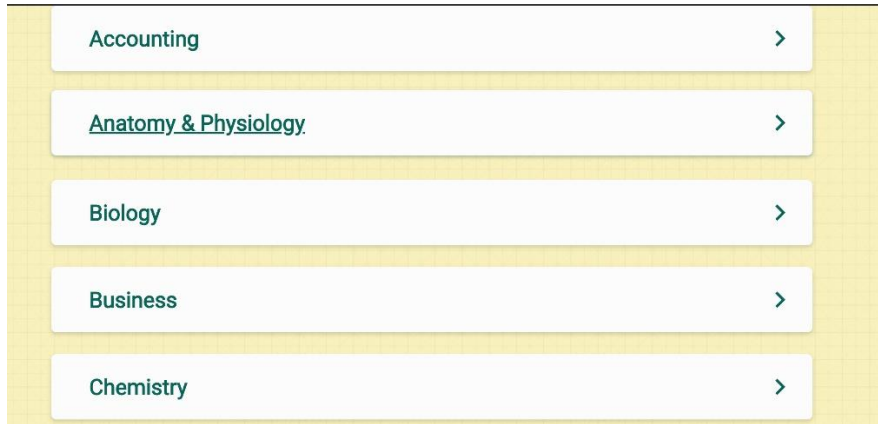 Accounting
Anatomy & Physiology
Biology
Business
Chemistry